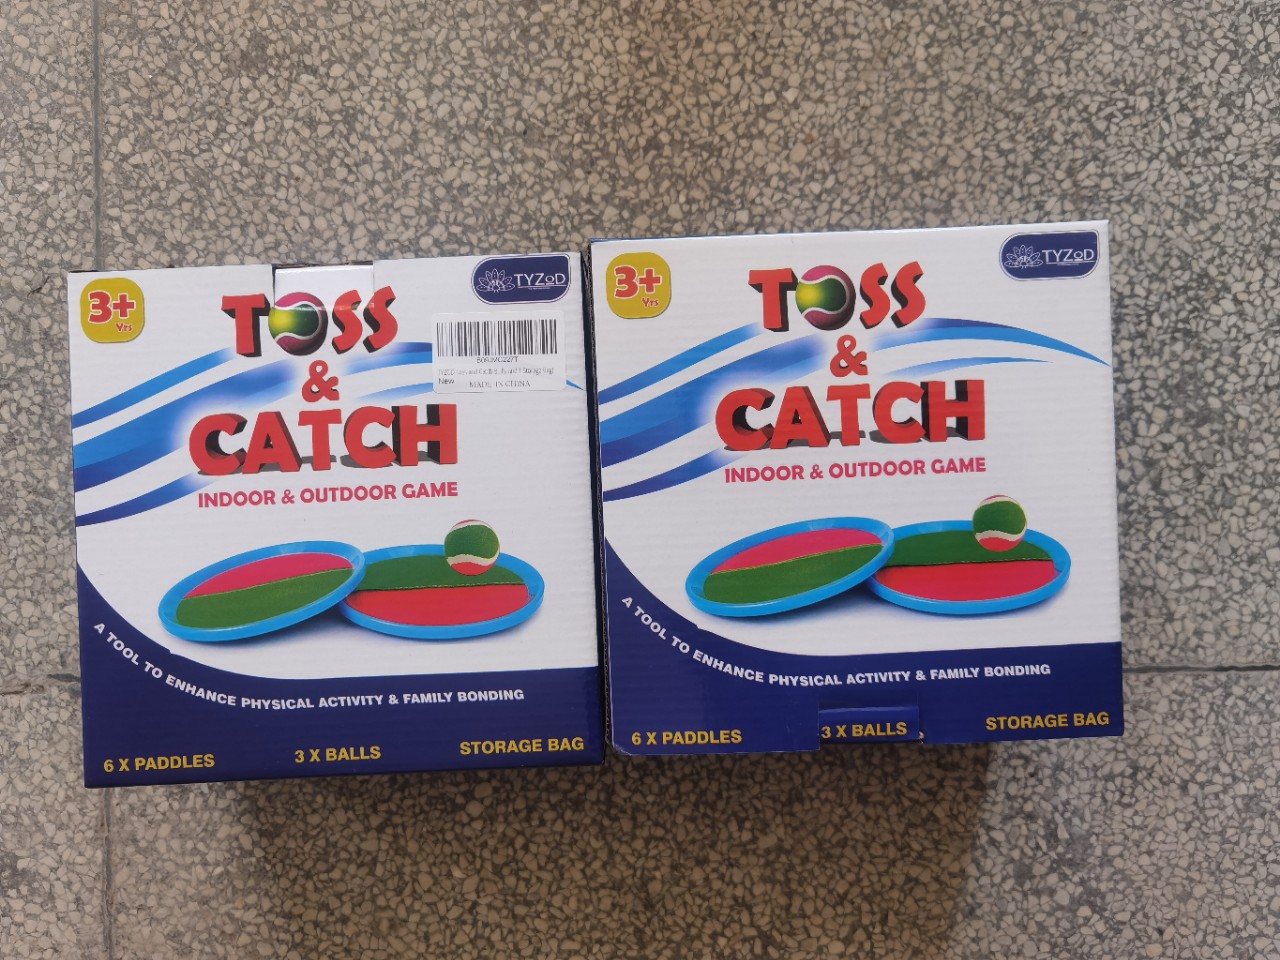 3+
Yrs
TYZOD
TOSS
&
CATCH
INDOOR & OUTDOOR GAME
New
MADE IN CHINA
A TOOL TO ENHANCE PHYSICAL ACTIVITY & FAMILY BONDING
6 X PADDLES
3 X BALLS
STORAGE BAG
3+
Yrs
TYZOD
TOSS
&
CATCH
INDOOR & OUTDOOR GAME
A TOOL TO ENHANCE PHYSICAL ACTIVITY & FAMILY BONDING
6 X PADDLES
3 X BALLS
STORAGE BAG